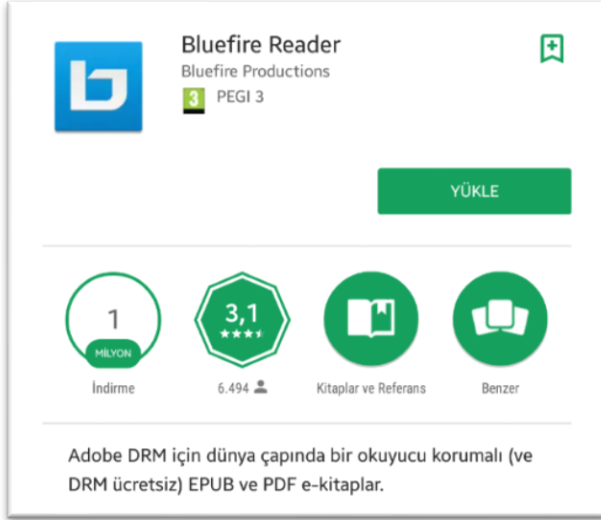 Bluefire Reader
Bluefire Productions
3 PEGI 3
YÜKLE
1
MİLYON
İndirme
3,1
6.494
Kitaplar ve Referans
Benzer
Adobe DRM için dünya çapında bir okuyucu korumalı (ve
DRM ücretsiz) EPUB ve PDF e-kitaplar.